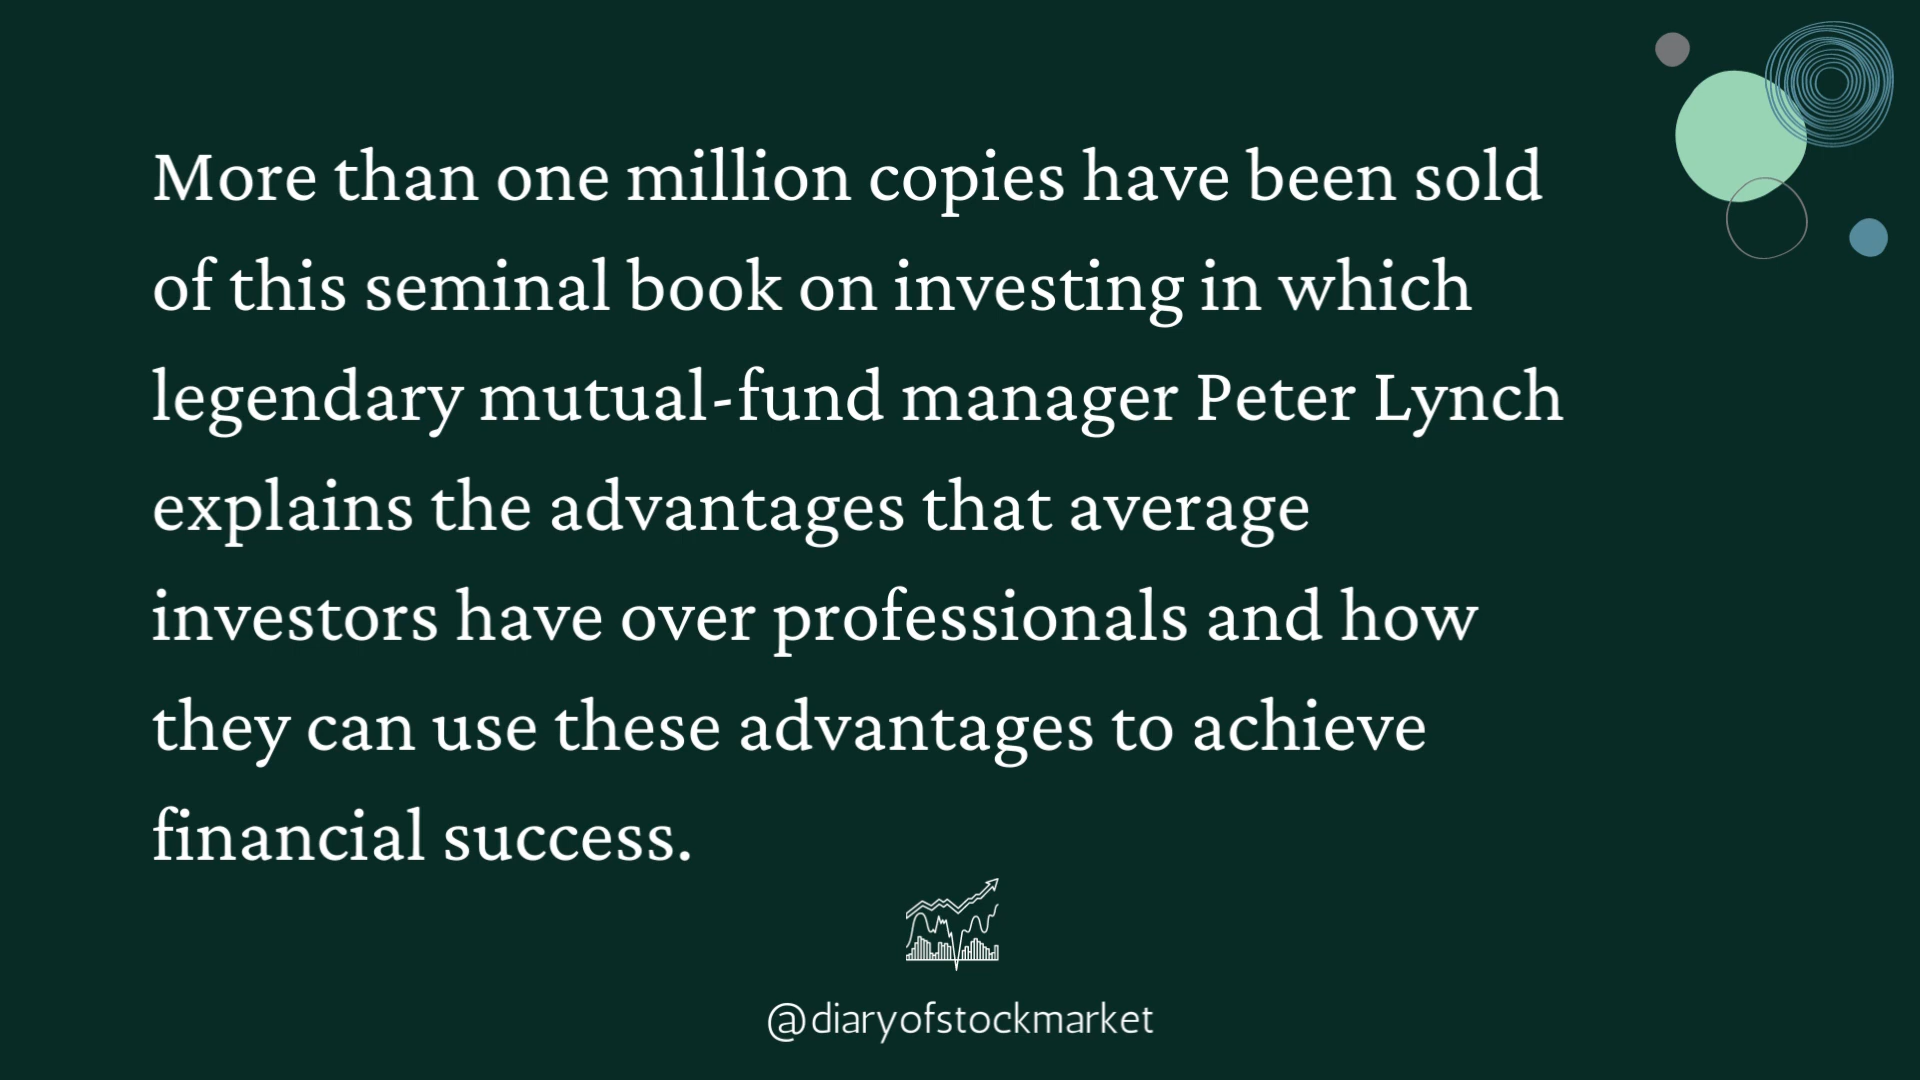 More than one million copies have been sold
of this seminal book on investing in which
legendary mutual-fund manager Peter Lynch
explains the advantages that average
investors have over professionals and how
they can use these advantages to achieve
financial success.
@diaryofstockmarket